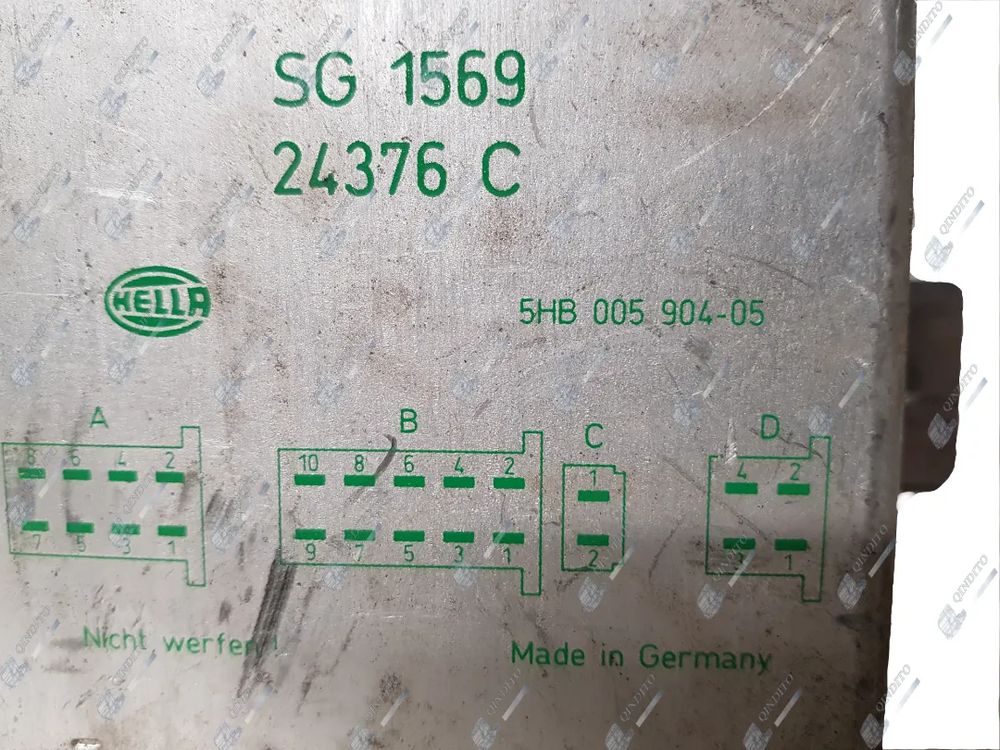 SG 1569
24376 C
HELLA
5HB 005 904-05
A B C D
8 6 4 2 10 8 6 4 2 1 4 2
7 5 3 1 9 7 5 3 1 2 1
Nicht werfen !
Made in Germany
QINDITO